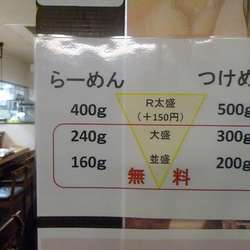 らーめん つけめ
400g R太盛 500g
(+150円)
240g 大盛 300g
160g 並盛 200g
無料